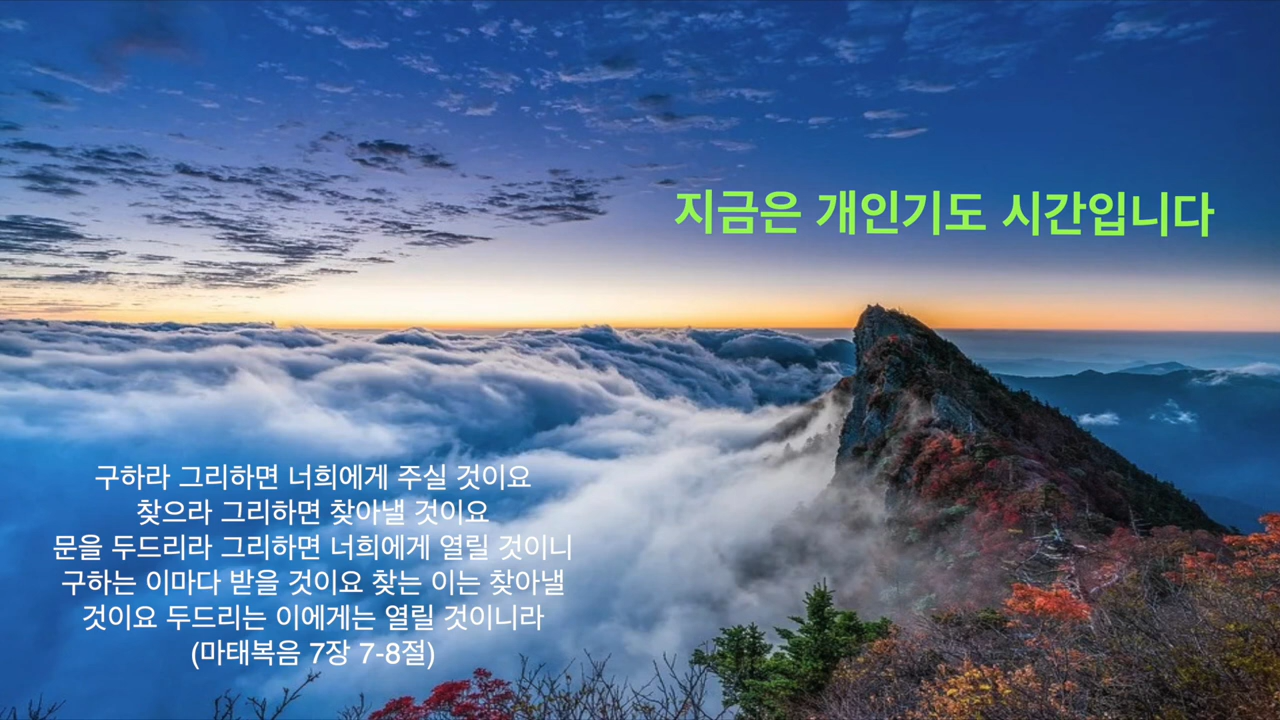 지금은 개인기도 시간입니다
구하라 그리하면 너희에게 주실 것이요
찾으라 그리하면 찾아낼 것이요
문을 두드리라 그리하면 너희에게 열릴 것이니
구하는 이마다 받을 것이요 찾는 이는 찾아낼
것이요 두드리는 이에게는 열릴 것이니라
(마태복음 7장 7-8절)